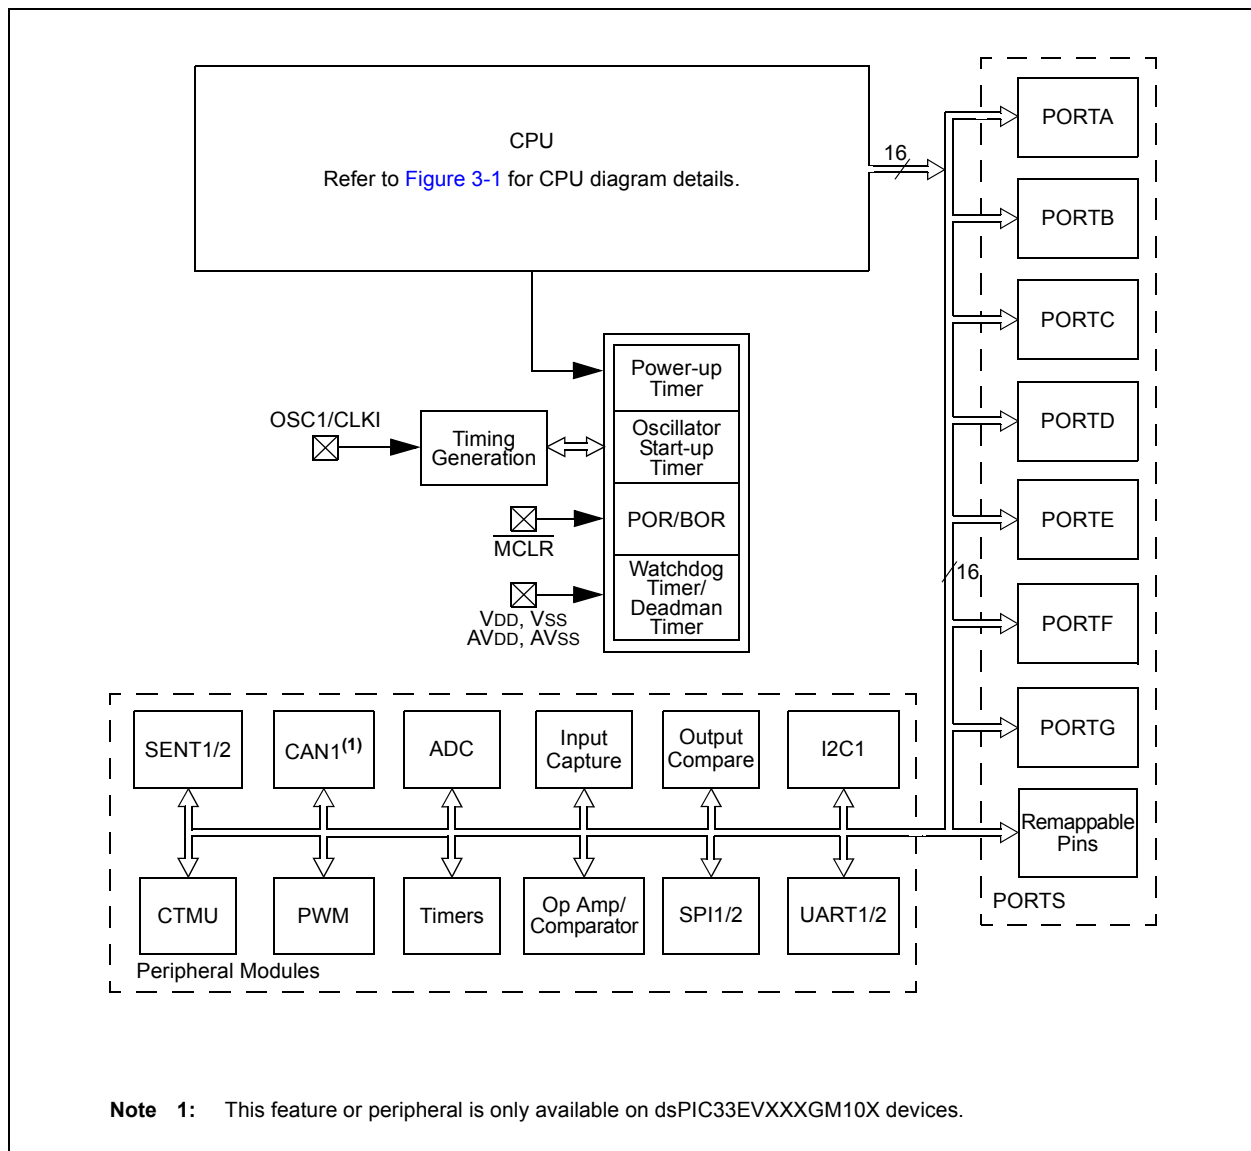 CPU
Refer to Figure 3-1 for CPU diagram details.
16
PORTA
PORTB
PORTC
PORTD
PORTE
16
PORTF
PORTG
Remappable
Pins
PORTS
Power-up
Timer
Oscillator
Start-up
Timer
POR/BOR
Watchdog
Timer/
Deadman
Timer
OSC1/CLKI
Timing
Generation
MCLR
VDD, VSS
AVDD, AVSS
SENT1/2
CAN1(1)
ADC
Input
Capture
Output
Compare
I2C1
CTMU
PWM
Timers
Op Amp/
Comparator
SPI1/2
UART1/2
Peripheral Modules
Note 1: This feature or peripheral is only available on dsPIC33EVXXXGM10X devices.